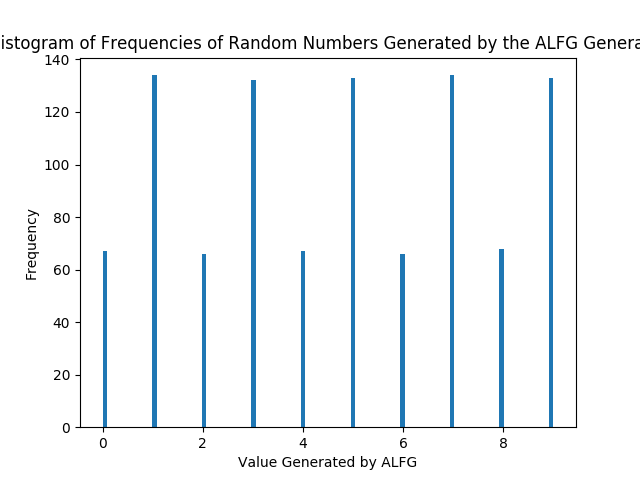 istogram of Frequencies of Random Numbers Generated by the ALFG Genera
140
120
100
80
60
40
20
0
Frequency
0 2 4 6 8
Value Generated by ALFG